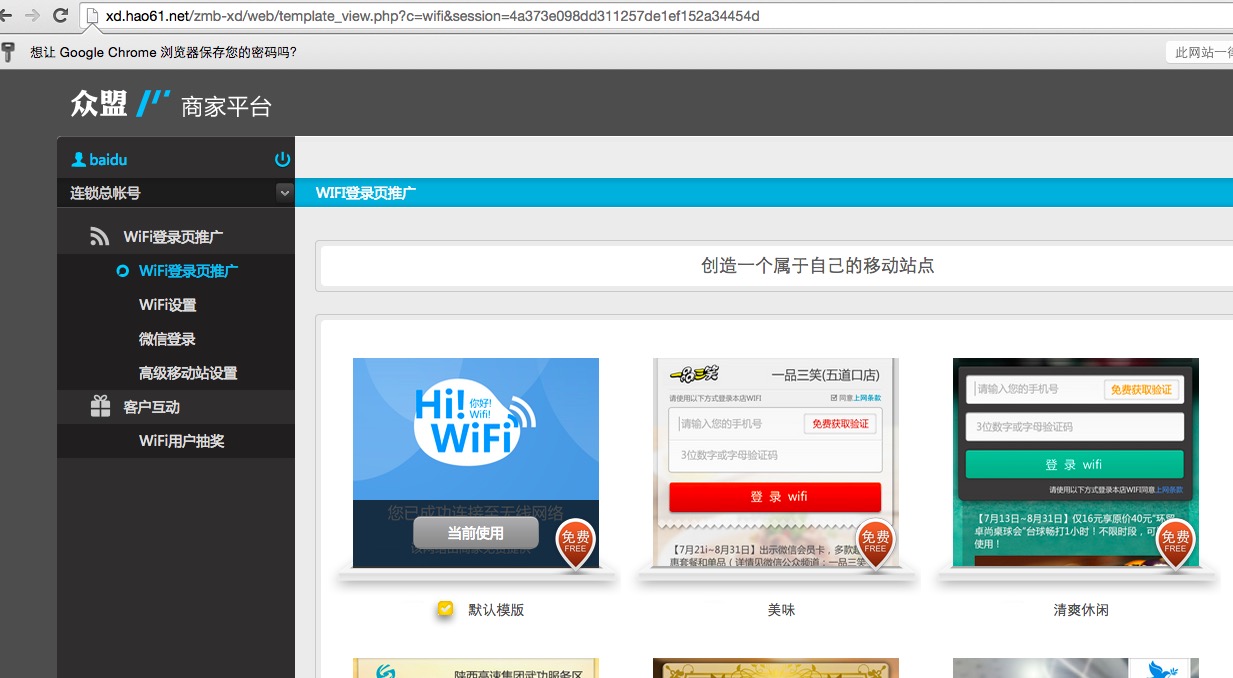 xd.hao61.net/zmb-xd/web/template_view.php?c=wifi&session=4a373e098dd311257de1ef152a34454d
想让 Google Chrome 浏览器保存您的密码吗?
此网站一
众盟 商家平台
baidu
连锁总帐号
WIFI登录页推广
WiFi登录页推广
WiFi登录页推广
WiFi设置
微信登录
高级移动站设置
客户互动
WiFi用户抽奖
创造一个属于自己的移动站点
Hi! 你好!
Wifi!
WiFi
您已成功连接至无线网络
当前使用
该网络由商家免费提供
免费
FREE
默认模版
一品三笑 一品三笑(五道口店)
请使用以下方式登录本店WIFI 同意上网条款
请输入您的手机号 免费获取验证
3位数字或字母验证码
登 录 wifi
【7月21i~8月31日】出示微信会员卡，多款超
惠套餐和单品（详情见微信公众频道：一品三笑
免费
FREE
美味
请输入您的手机号 免费获取验证
3位数字或字母验证码
登 录 wifi
请使用以下方式登录本店WIFI同意上网条款
【7月13日~8月31日】仅16元享原价40元"环
卓尚桌球会"台球畅打1小时！不限时段，可
使用！
免费
FREE
清爽休闲
陕西高速集团武功服务区